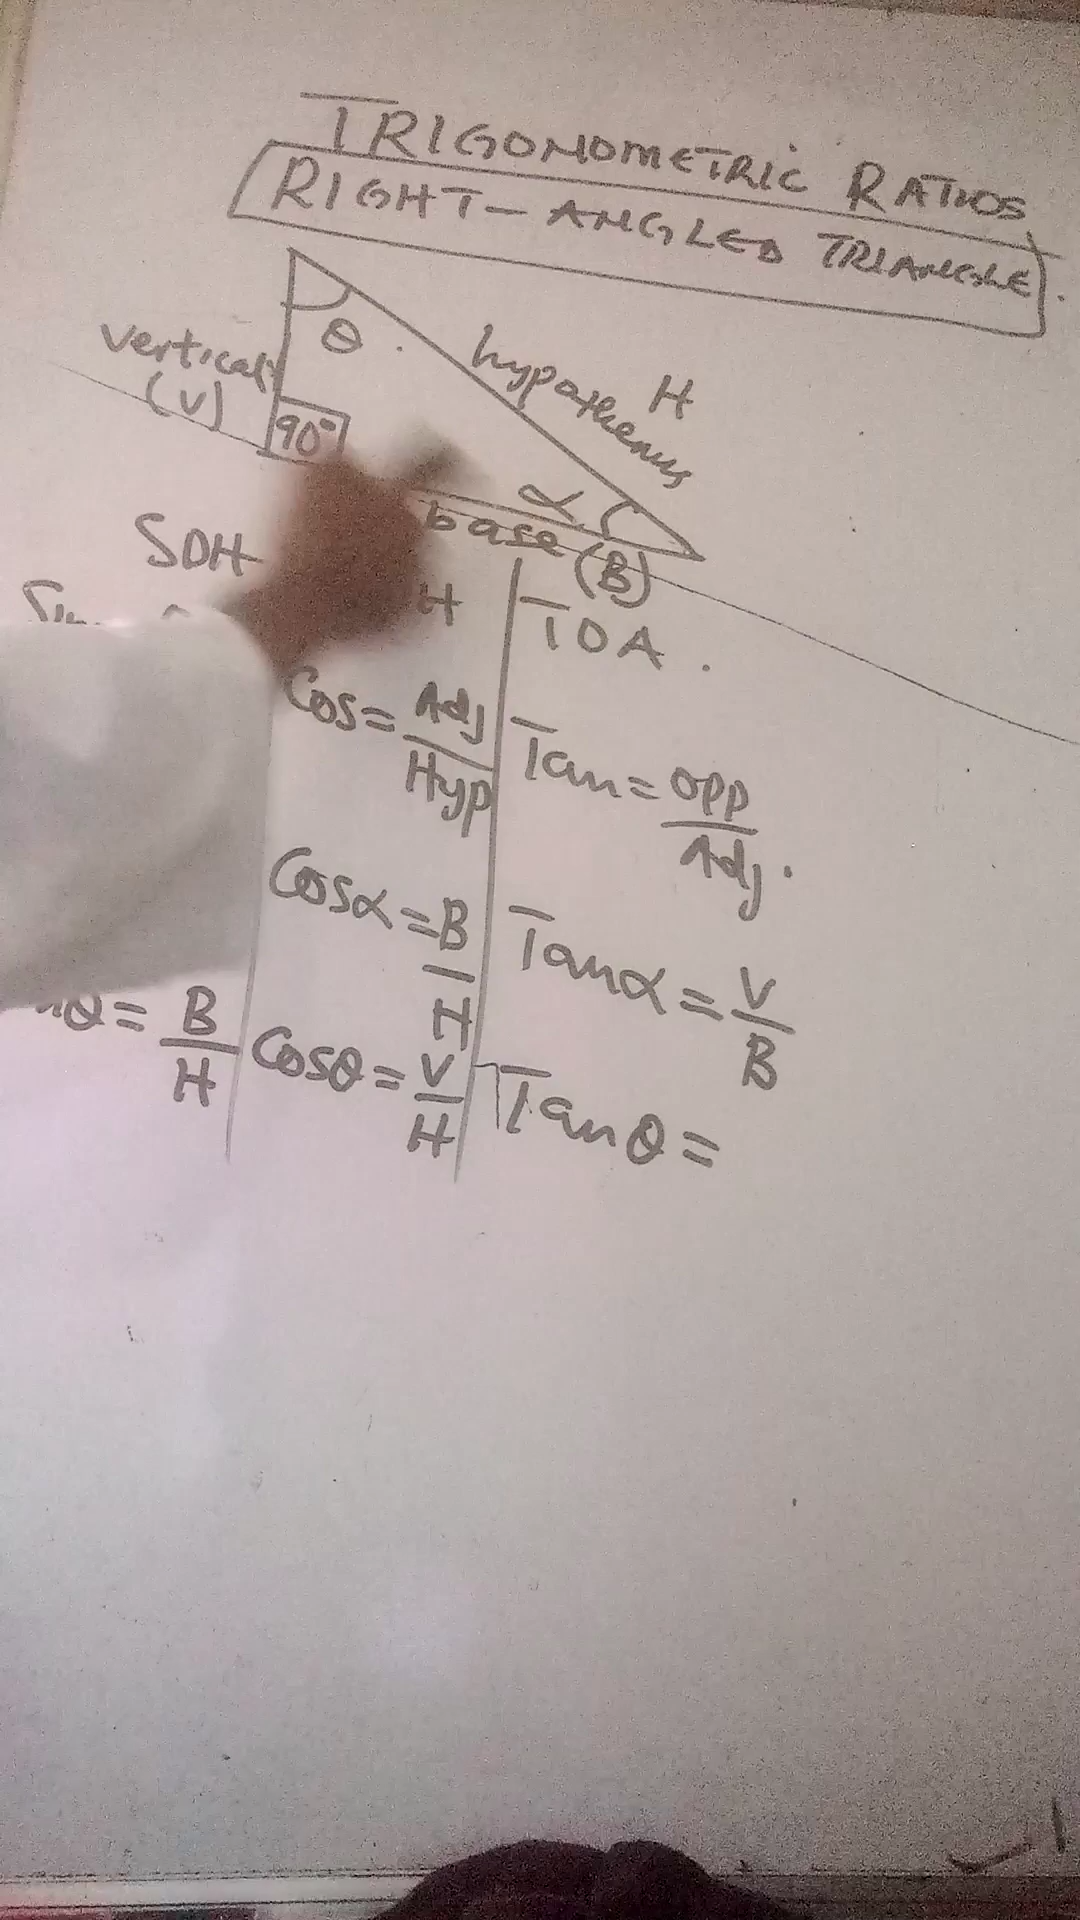 TRIGONOMETRIC RATIOS
RIGHT-ANGLED TRIANGLE.
θ
vertical
(V)
90°
hypothenus
H
α
base (B)
SOH
H
TOA.
Cos = Adj
Hyp
Tan = Opp
Adj.
Cosα = B
H
Tanα = V
B
θ = B
H
Cosθ = V
H
Tan θ =